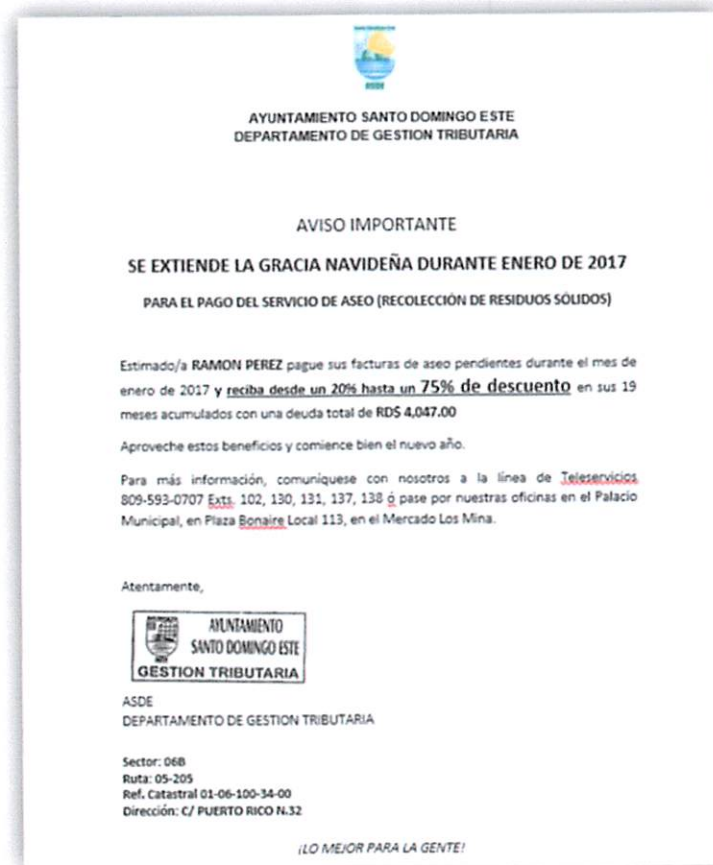 ASDE
AYUNTAMIENTO SANTO DOMINGO ESTE
DEPARTAMENTO DE GESTION TRIBUTARIA
AVISO IMPORTANTE
SE EXTIENDE LA GRACIA NAVIDEÑA DURANTE ENERO DE 2017
PARA EL PAGO DEL SERVICIO DE ASEO (RECOLECCIÓN DE RESIDUOS SÓLIDOS)
Estimado/a RAMON PEREZ pague sus facturas de aseo pendientes durante el mes de
enero de 2017 y reciba desde un 20% hasta un 75% de descuento en sus 19
meses acumulados con una deuda total de RD$ 4,047.00
Aproveche estos beneficios y comience bien el nuevo año.
Para más información, comuníquese con nosotros a la línea de Teleservicios
809-593-0707 Exts. 102, 130, 131, 137, 138 ó pase por nuestras oficinas en el Palacio
Municipal, en Plaza Bonaire Local 113, en el Mercado Los Mina.
Atentamente,
AYUNTAMIENTO
SANTO DOMINGO ESTE
GESTION TRIBUTARIA
ASDE
DEPARTAMENTO DE GESTION TRIBUTARIA
Sector: 06B
Ruta: 05-205
Ref. Catastral 01-06-100-34-00
Dirección: C/ PUERTO RICO N.32
¡LO MEJOR PARA LA GENTE!